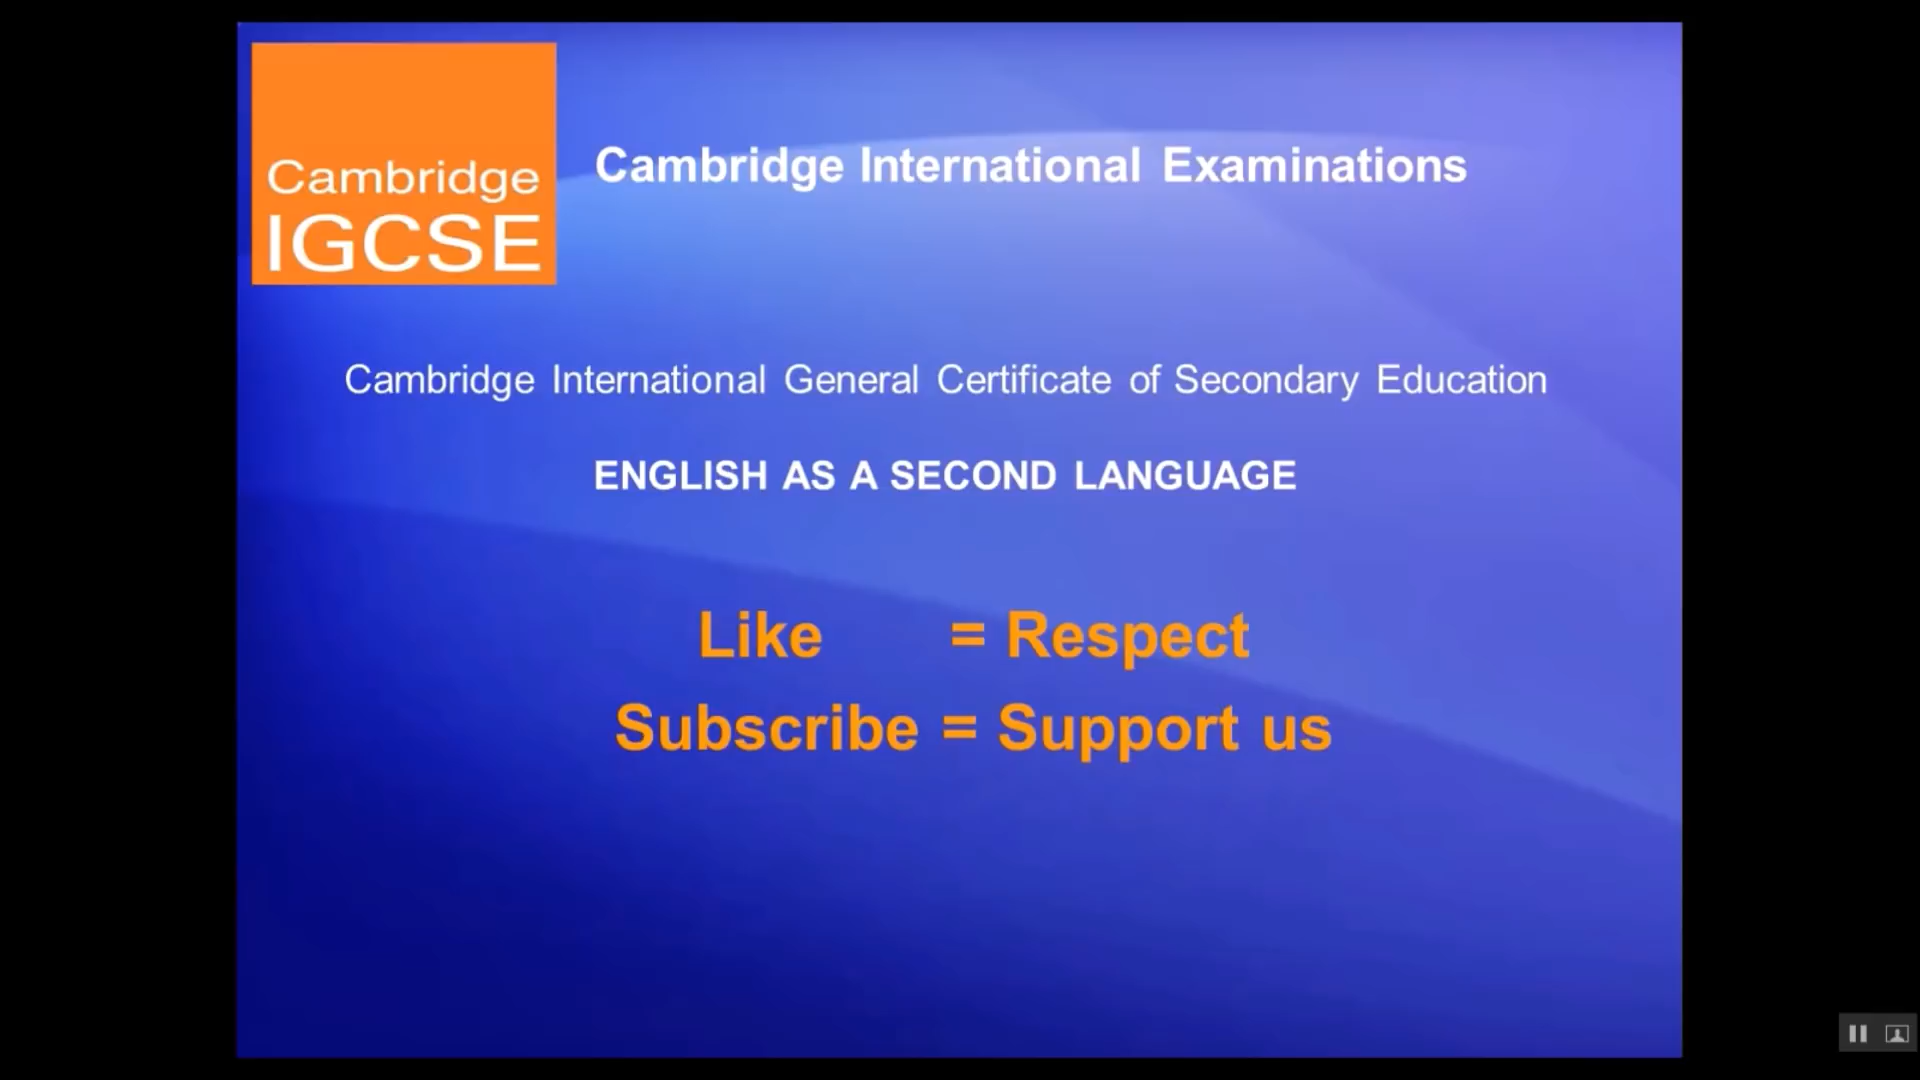 Cambridge
IGCSE
Cambridge International Examinations
Cambridge International General Certificate of Secondary Education
ENGLISH AS A SECOND LANGUAGE
Like = Respect
Subscribe = Support us